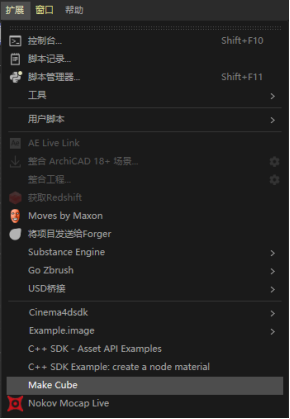 扩展 窗口 帮助
控制台... Shift+F10
脚本记录...
脚本管理器... Shift+F11
工具
用户脚本
AE Live Link
整合 ArchiCAD 18+ 场景...
整合工程...
获取Redshift
Moves by Maxon
将项目发送给Forger
Substance Engine
Go Zbrush
USD桥接
Cinema4dsdk
Example.image
C++ SDK - Asset API Examples
C++ SDK Example: create a node material
Make Cube
Nokov Mocap Live